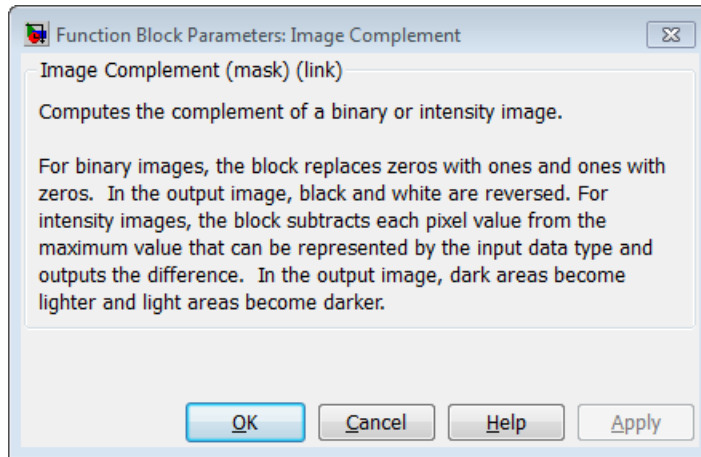 Function Block Parameters: Image Complement
Image Complement (mask) (link)
Computes the complement of a binary or intensity image.
For binary images, the block replaces zeros with ones and ones with
zeros.  In the output image, black and white are reversed. For
intensity images, the block subtracts each pixel value from the
maximum value that can be represented by the input data type and
outputs the difference.  In the output image, dark areas become
lighter and light areas become darker.
OK Cancel Help Apply